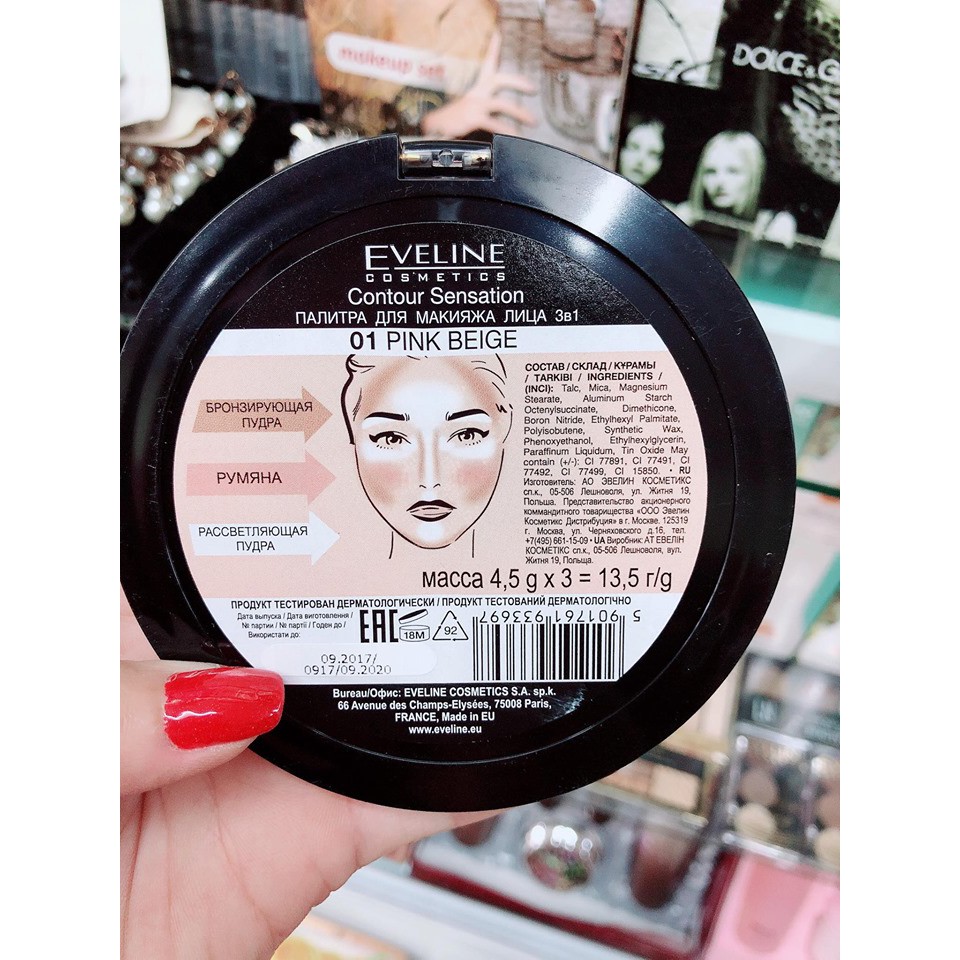 makeup set
DOLCE&G
EVELINE
COSMETICS
Contour Sensation
ПАЛИТРА ДЛЯ МАКИЯЖА ЛИЦА 3в1
01 PINK BEIGE
БРОНЗИРУЮЩАЯ
ПУДРА
РУМЯНА
РАССВЕТЛЯЮЩАЯ
ПУДРА
СОСТАВ / СКЛАД / ҚҰРАМЫ
/ TARKIBI / INGREDIENTS /
(INCI): Talc, Mica, Magnesium
Stearate, Aluminum Starch
Octenylsuccinate, Dimethicone,
Boron Nitride, Ethylhexyl Palmitate,
Polyisobutene, Synthetic Wax,
Phenoxyethanol, Ethylhexylglycerin,
Paraffinum Liquidum, Tin Oxide May
contain (+/-): CI 77891, CI 77491, CI
77492, CI 77499, CI 15850. • RU
Изготовитель: АО ЭВЕЛИН КОСМЕТИКС
сп.к., 05-506 Лешноволя, ул. Житня 19,
Польша. Представительство акционерного
коммандитного товарищества «ООО Эвелин
Косметикс Дистрибуция» в г. Москве. 125319
г. Москва, ул. Черняховского д.16, тел.
+7(495) 661-15-09 • UA Виробник: АТ ЕВЕЛІН
КОСМЕТІКС сп.к., 05-506 Лешноволя, вул.
Житня 19, Польща.
масса 4,5 g x 3 = 13,5 г/g
ПРОДУКТ ТЕСТИРОВАН ДЕРМАТОЛОГИЧЕСКИ / ПРОДУКТ ТЕСТОВАНИЙ ДЕРМАТОЛОГІЧНО
Дата выпуска / Дата виготовлення /
№ партии / № партії / Годен до /
Використати до:
EAC
18M
92
5 901761 933697
09.2017/
0917/09.2020
Bureau/Офис: EVELINE COSMETICS S.A. sp.k.
66 Avenue des Champs-Elysées, 75008 Paris,
FRANCE, Made in EU
www.eveline.eu